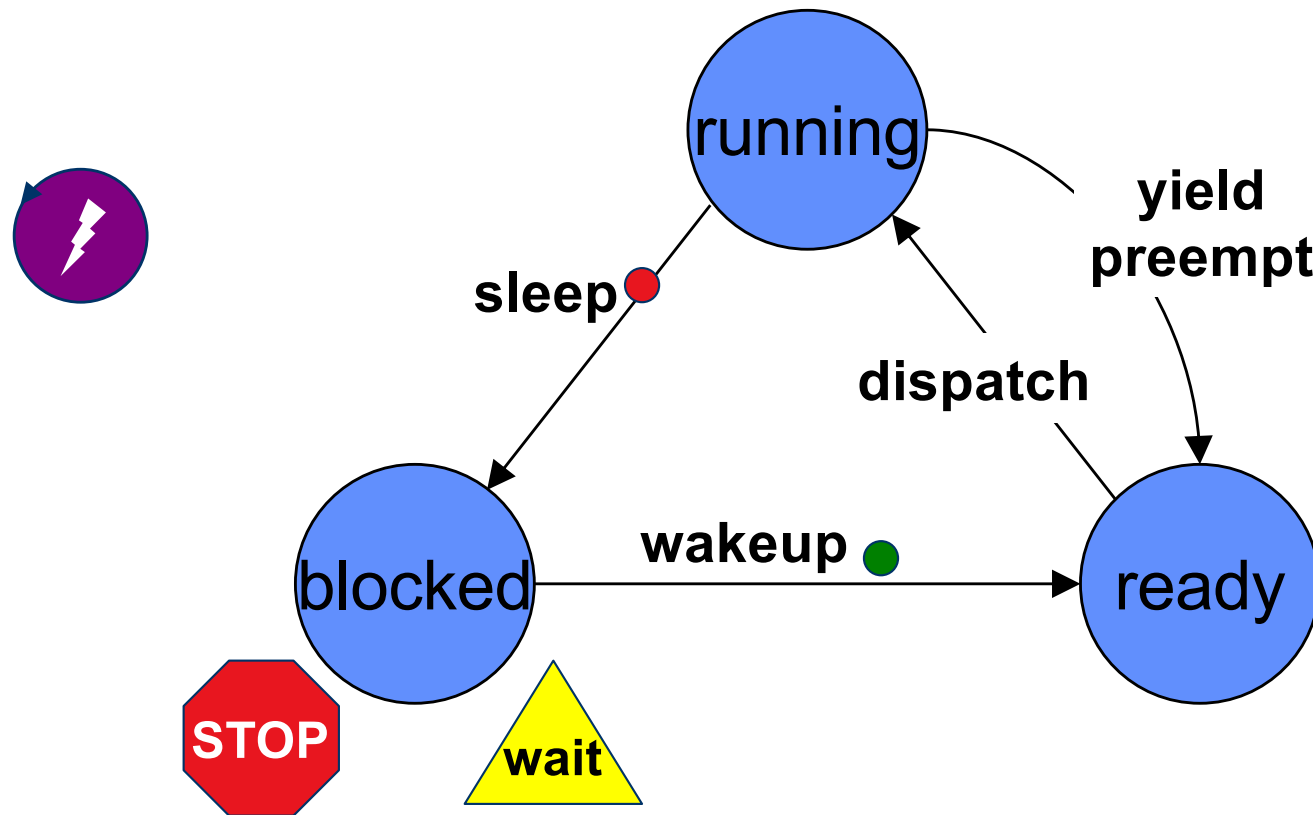 running
yield
preempt
sleep
dispatch
wakeup
blocked
ready
STOP
wait